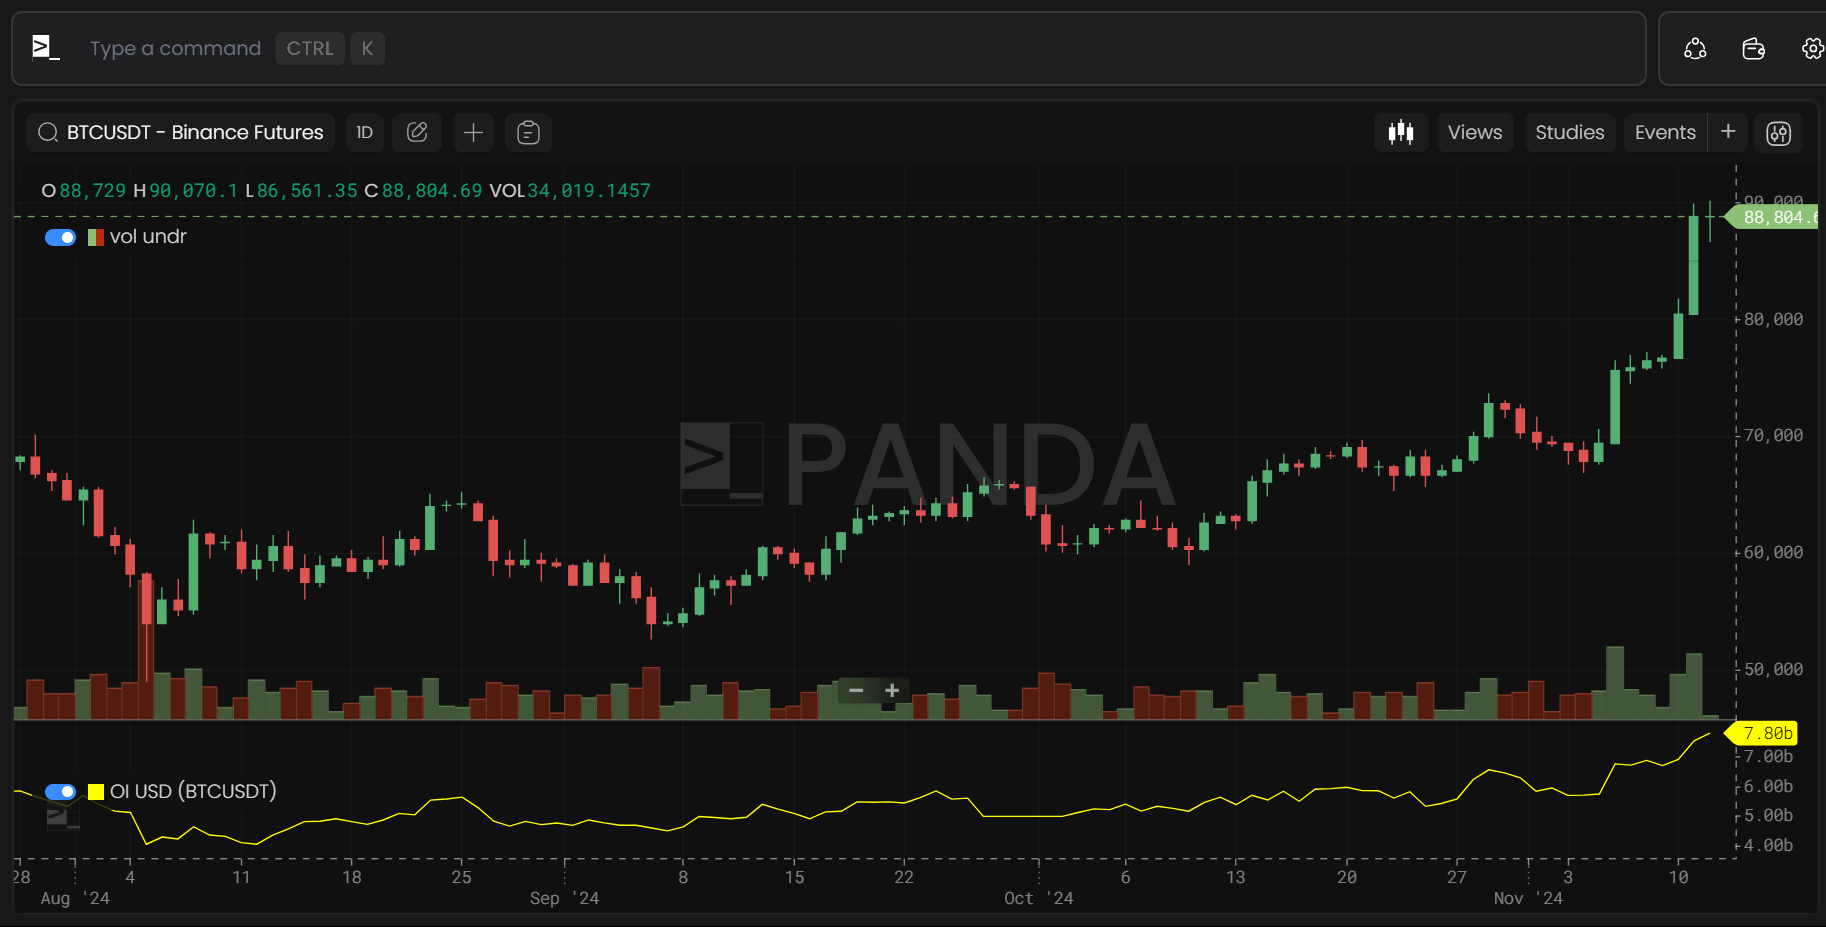 >_ Type a command CTRL K
BTCUSDT - Binance Futures 1D Views Studies Events +
O 88,729 H 90,070.1 L 86,561.35 C 88,804.69 VOL 34,019.1457
90,000
88,804.6
vol undr
80,000
>_ PANDA
70,000
60,000
50,000
− +
7.80b
7.00b
OI USD (BTCUSDT)
6.00b
5.00b
4.00b
28 4 11 18 25 8 15 22 6 13 20 27 3 10
Aug '24 Sep '24 Oct '24 Nov '24